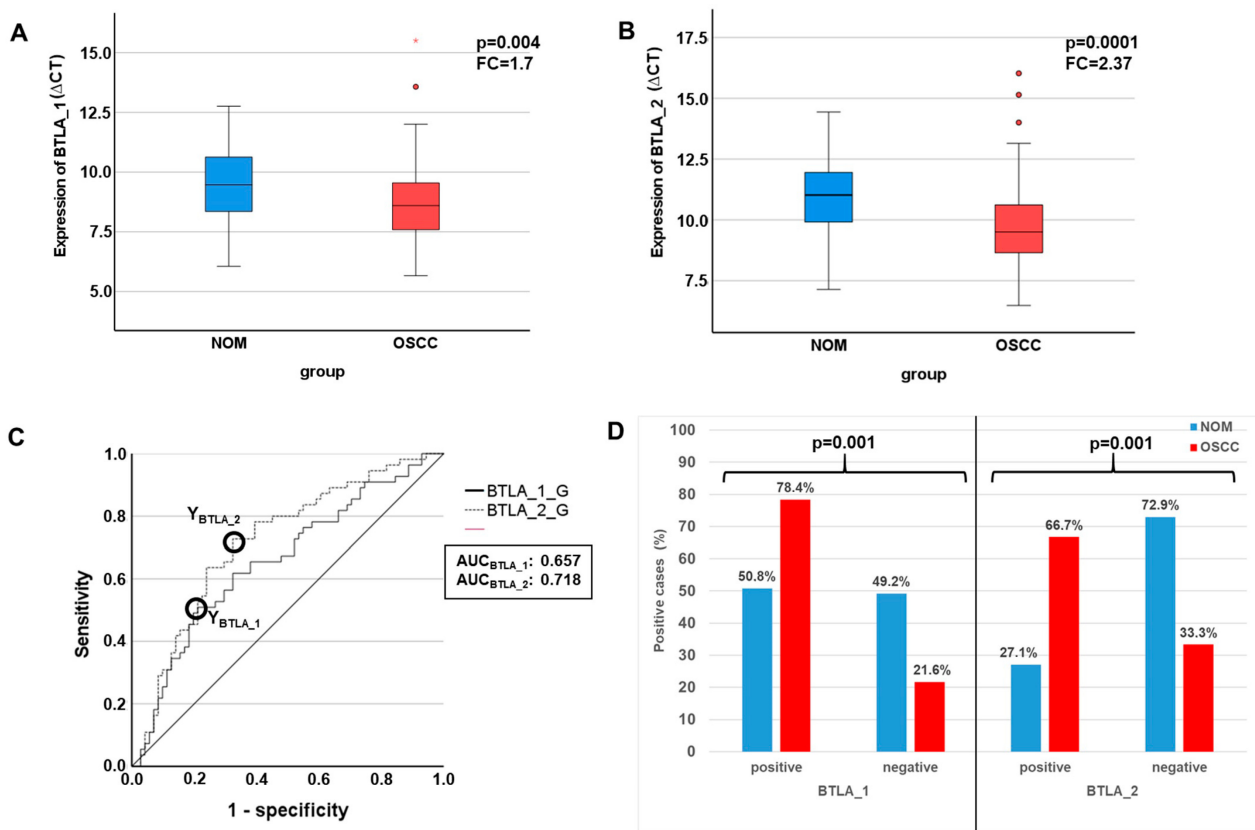 A
Expression of BTLA_1 (ΔCT)
15.0
12.5
10.0
7.5
5.0
p=0.004
FC=1.7
NOM
OSCC
group
B
Expression of BTLA_2 (ΔCT)
17.5
15.0
12.5
10.0
7.5
p=0.0001
FC=2.37
NOM
OSCC
group
C
Sensitivity
1.0
0.8
0.6
0.4
0.2
0.0
Y BTLA_2
Y BTLA_1
BTLA_1_G
BTLA_2_G
AUC BTLA_1: 0.657
AUC BTLA_2: 0.718
0.0 0.2 0.4 0.6 0.8 1.0
1 - specificity
D
Positive cases (%)
100
90
80
70
60
50
40
30
20
10
0
NOM
OSCC
p=0.001
p=0.001
50.8%
78.4%
49.2%
21.6%
27.1%
66.7%
72.9%
33.3%
positive negative positive negative
BTLA_1 BTLA_2